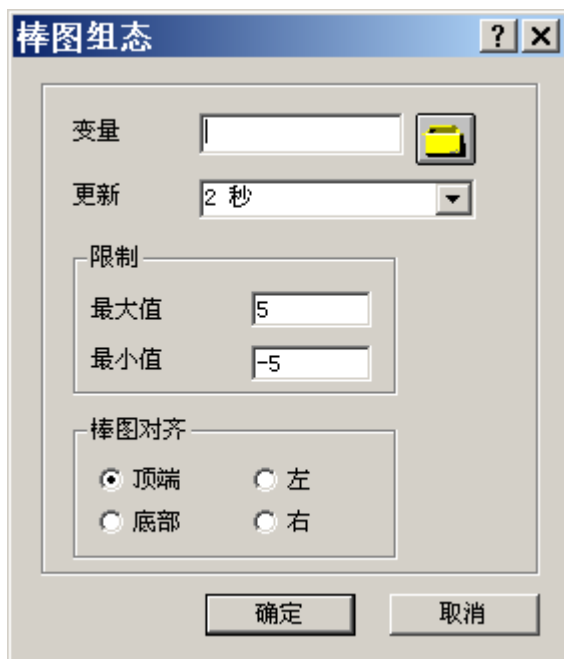 棒图组态
变量
更新 2 秒
限制
最大值 5
最小值 -5
棒图对齐
顶端 左
底部 右
确定 取消